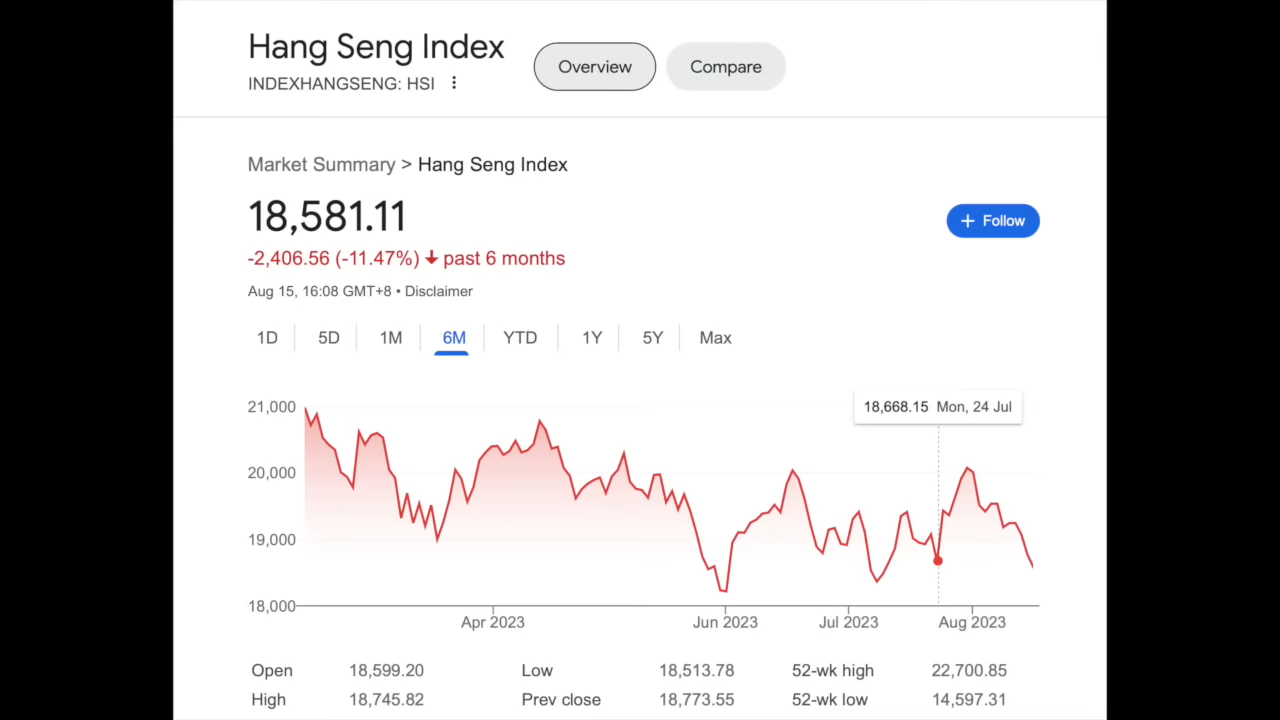 Hang Seng Index
INDEXHANGSENG: HSI
Overview
Compare
Market Summary > Hang Seng Index
18,581.11
+ Follow
-2,406.56 (-11.47%) ↓ past 6 months
Aug 15, 16:08 GMT+8 • Disclaimer
1D 5D 1M 6M YTD 1Y 5Y Max
18,668.15 Mon, 24 Jul
21,000
20,000
19,000
18,000
Apr 2023 Jun 2023 Jul 2023 Aug 2023
Open 18,599.20 Low 18,513.78 52-wk high 22,700.85
High 18,745.82 Prev close 18,773.55 52-wk low 14,597.31